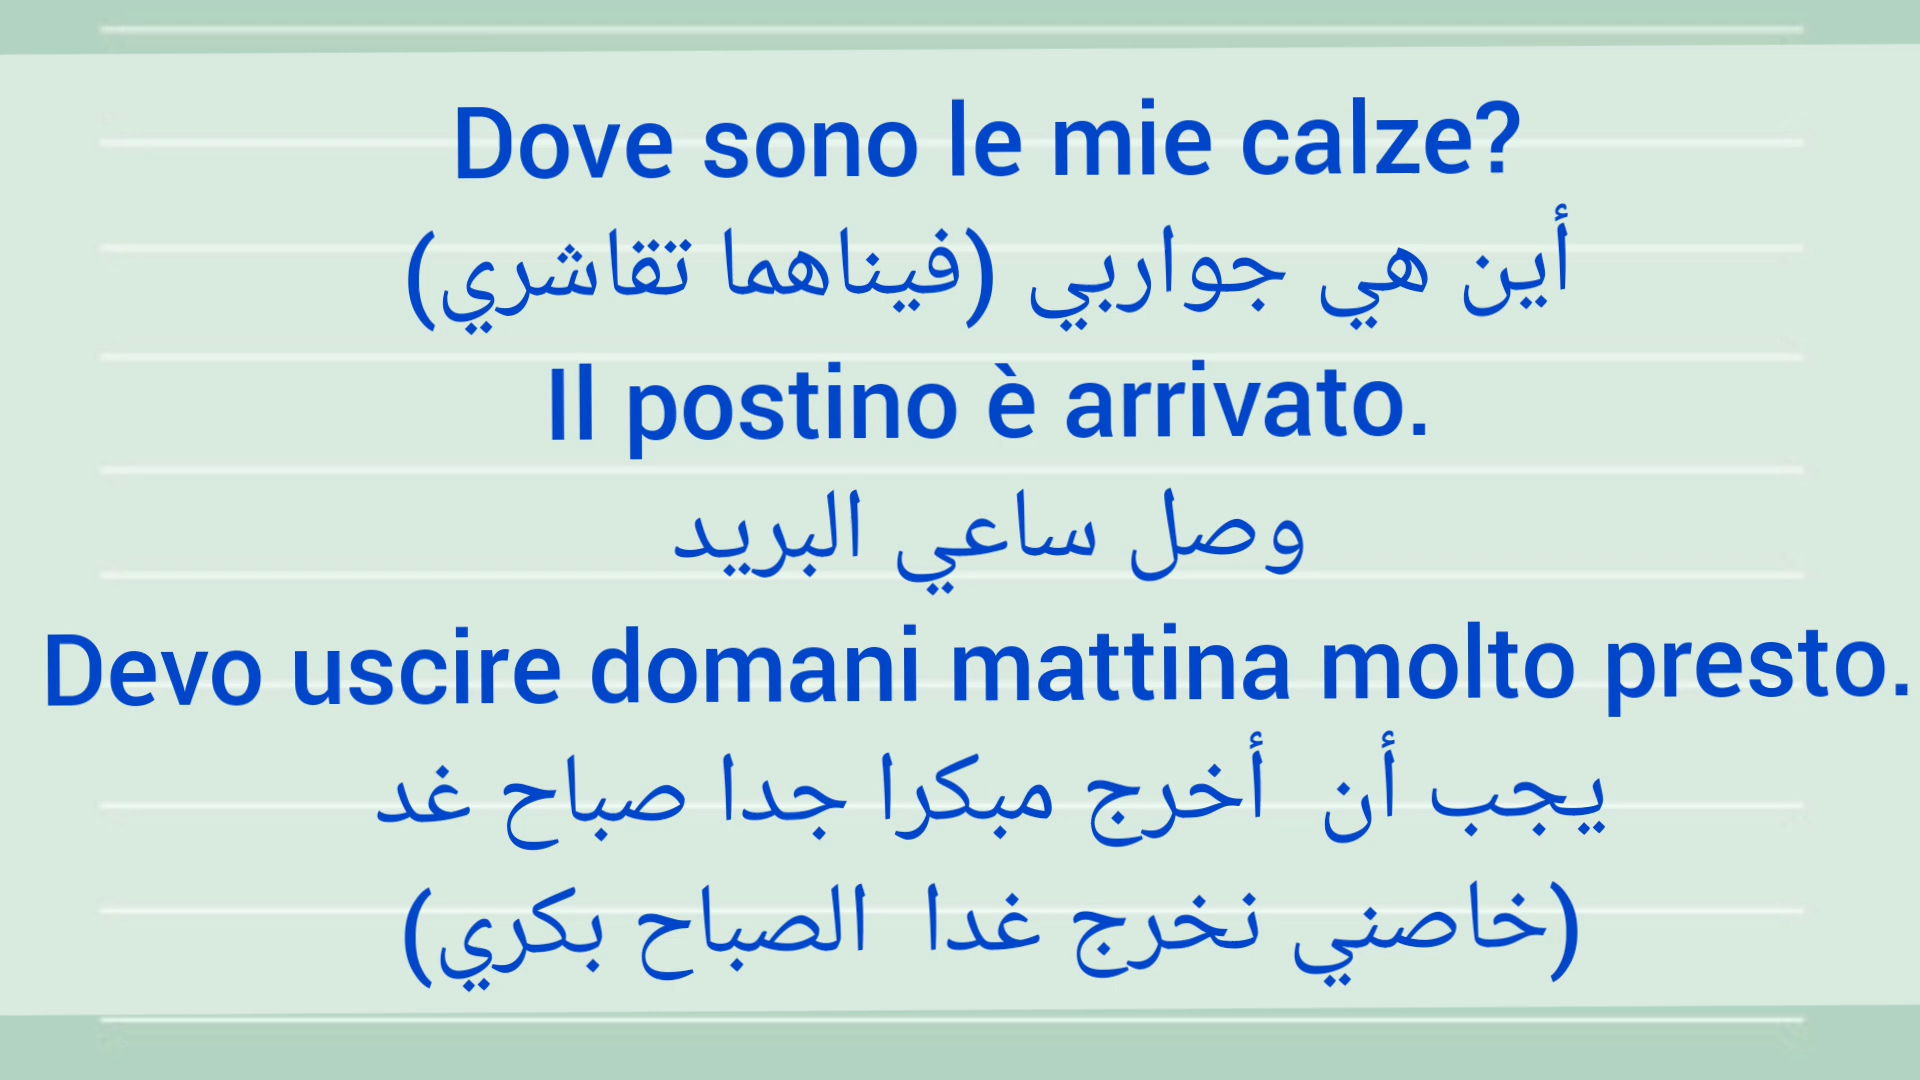 Dove sono le mie calze?
أين هي جواربي (فيناهما تقاشري)
Il postino è arrivato.
وصل ساعي البريد
Devo uscire domani mattina molto presto.
يجب أن أخرج مبكرا جدا صباح غد
(خاصني نخرج غدا الصباح بكري)